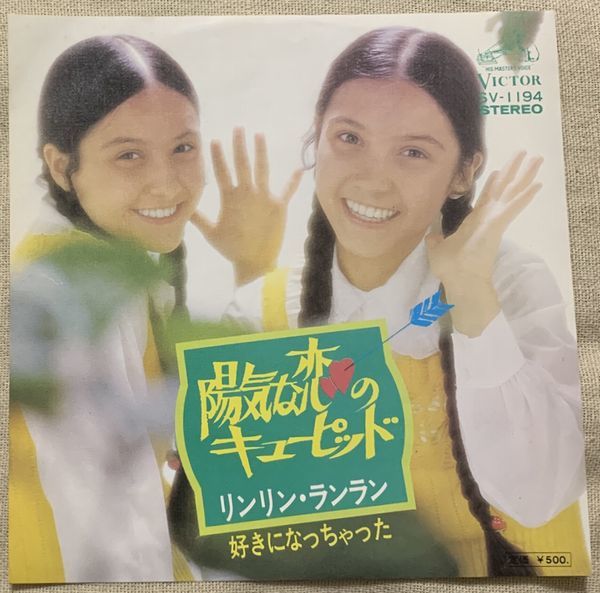 HIS MASTER'S VOICE
VICTOR
SV-1194
STEREO
陽気な恋の
キューピッド
リンリン・ランラン
好きになっちゃった
定価 ¥500.